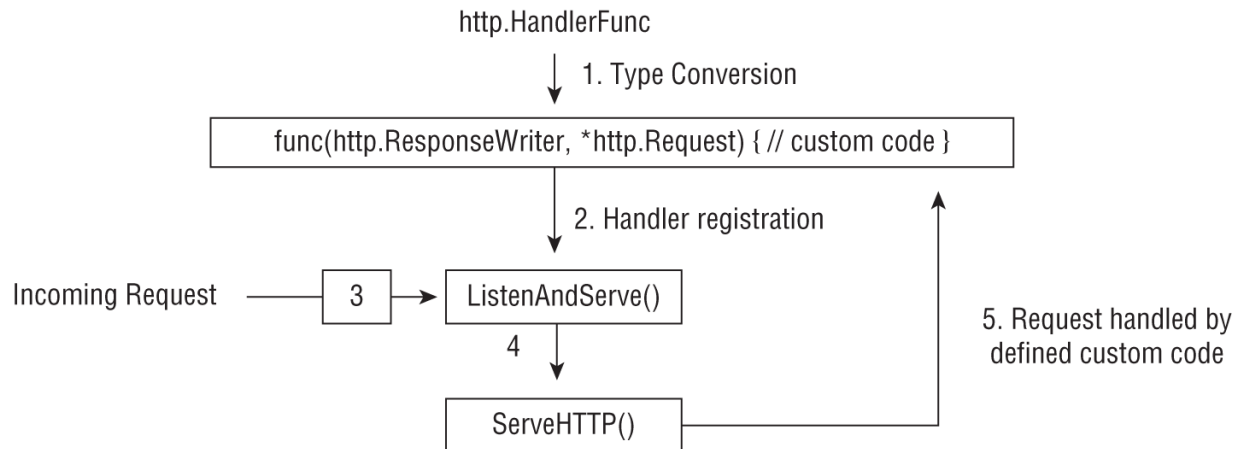 http.HandlerFunc
1. Type Conversion
func(http.ResponseWriter, *http.Request) { // custom code }
2. Handler registration
Incoming Request
3
ListenAndServe()
4
5. Request handled by
defined custom code
ServeHTTP()